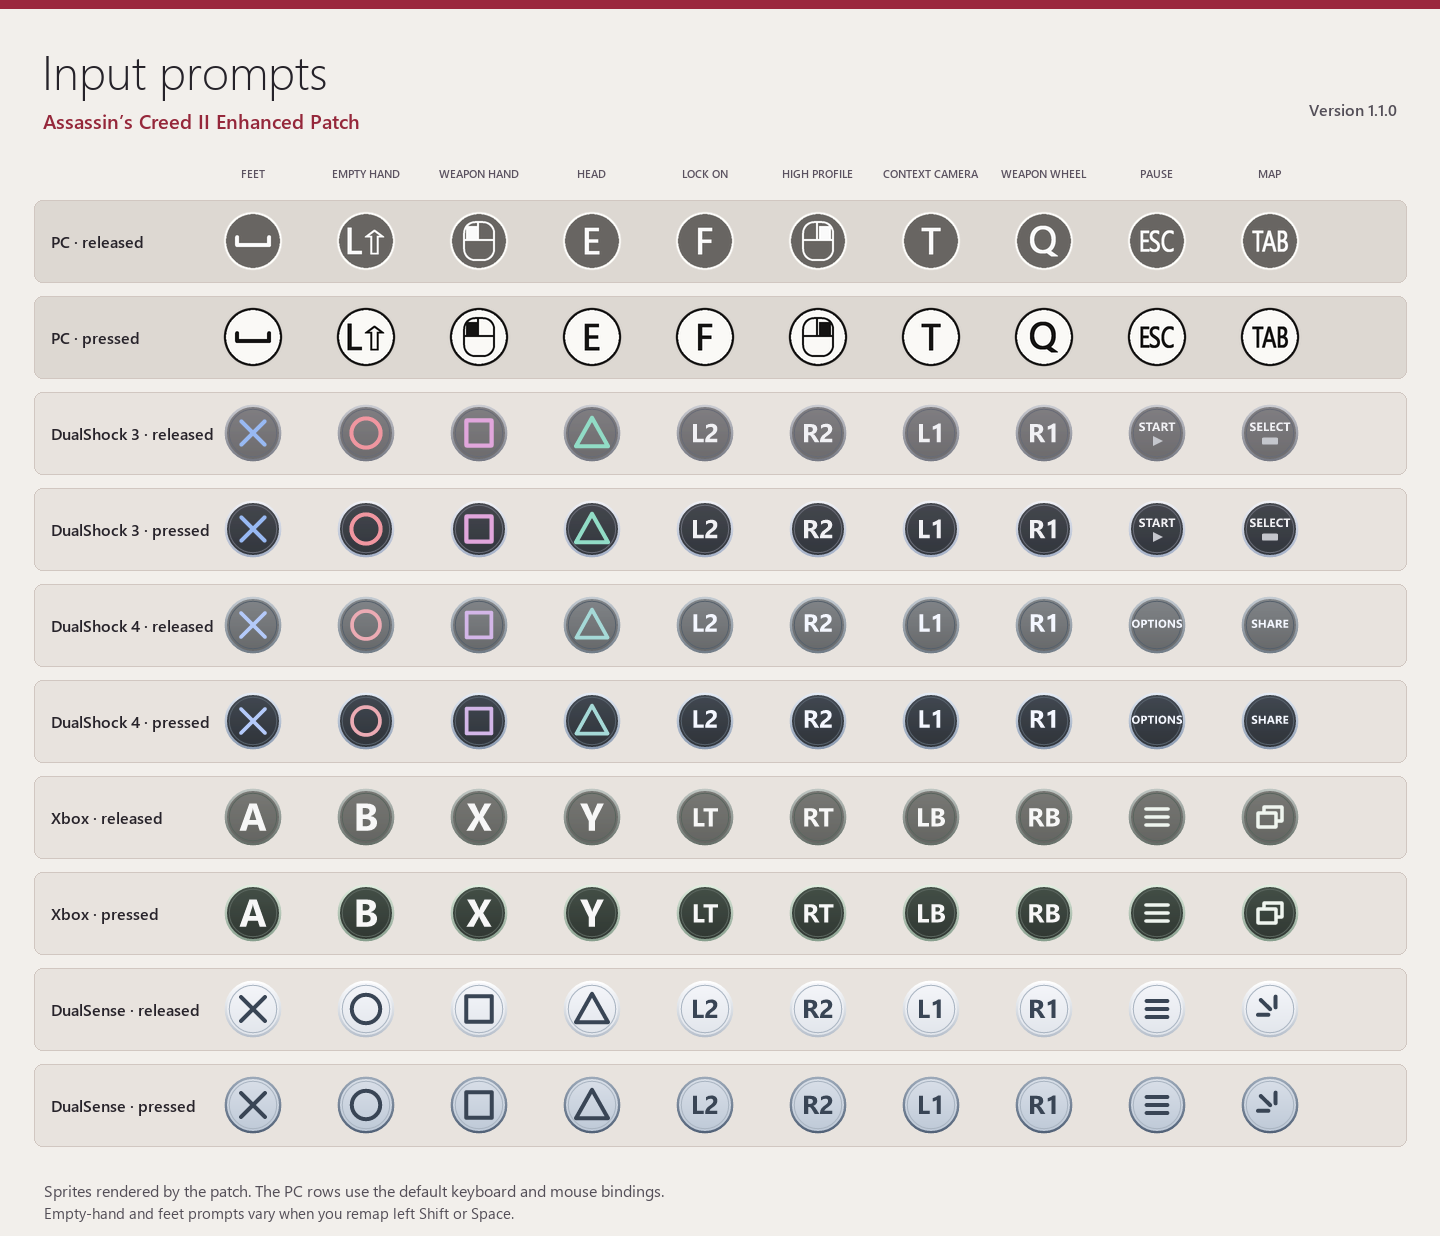 Input prompts
Assassin's Creed II Enhanced Patch
Version 1.1.0
FEET EMPTY HAND WEAPON HAND HEAD LOCK ON HIGH PROFILE CONTEXT CAMERA WEAPON WHEEL PAUSE MAP
PC · released L⇧ E F T Q ESC TAB
PC · pressed L⇧ E F T Q ESC TAB
DualShock 3 · released L2 R2 L1 R1 START SELECT
DualShock 3 · pressed L2 R2 L1 R1 START SELECT
DualShock 4 · released L2 R2 L1 R1 OPTIONS SHARE
DualShock 4 · pressed L2 R2 L1 R1 OPTIONS SHARE
Xbox · released A B X Y LT RT LB RB
Xbox · pressed A B X Y LT RT LB RB
DualSense · released L2 R2 L1 R1
DualSense · pressed L2 R2 L1 R1
Sprites rendered by the patch. The PC rows use the default keyboard and mouse bindings.
Empty-hand and feet prompts vary when you remap left Shift or Space.